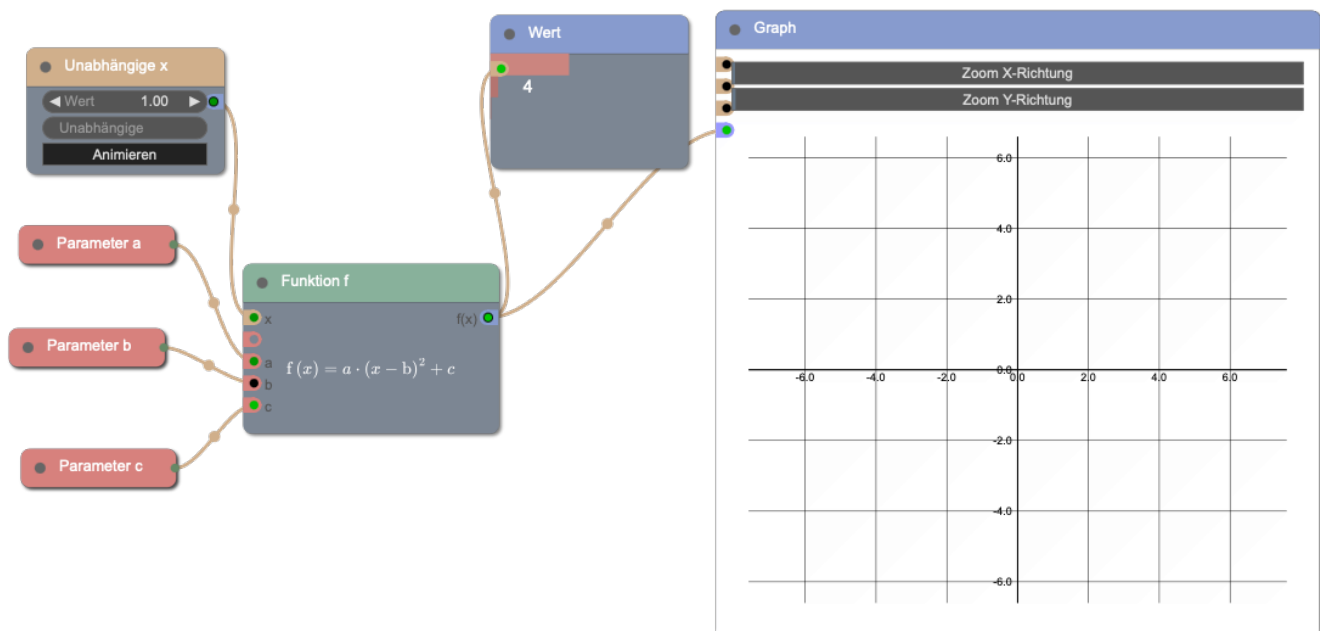 Unabhängige x
Wert 1.00
Unabhängige
Animieren
Parameter a
Parameter b
Parameter c
Funktion f
x
a
b
c
f(x)
f (x) = a · (x − b)² + c
Wert
4
Graph
Zoom X-Richtung
Zoom Y-Richtung
6.0
4.0
2.0
0.0
-6.0 -4.0 -2.0 0.0 2.0 4.0 6.0
-2.0
-4.0
-6.0